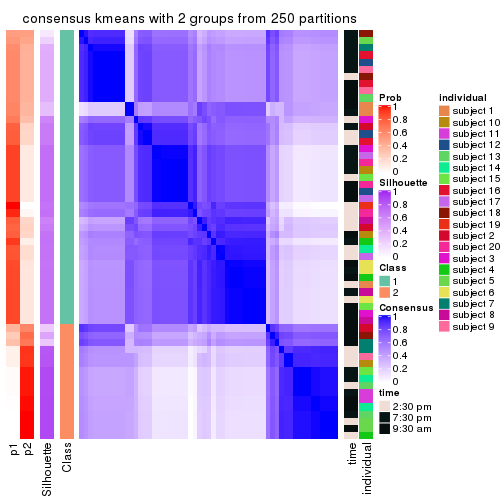 consensus kmeans with 2 groups from 250 partitions
p1
p2
Silhouette
Class
time
individual
Prob
1
0.8
0.6
0.4
0.2
0
Silhouette
1
0.8
0.6
0.4
0.2
0
Class
1
2
Consensus
1
0.8
0.6
0.4
0.2
0
time
2:30 pm
7:30 pm
9:30 am
individual
subject 1
subject 10
subject 11
subject 12
subject 13
subject 14
subject 15
subject 16
subject 17
subject 18
subject 19
subject 2
subject 20
subject 3
subject 4
subject 5
subject 6
subject 7
subject 8
subject 9